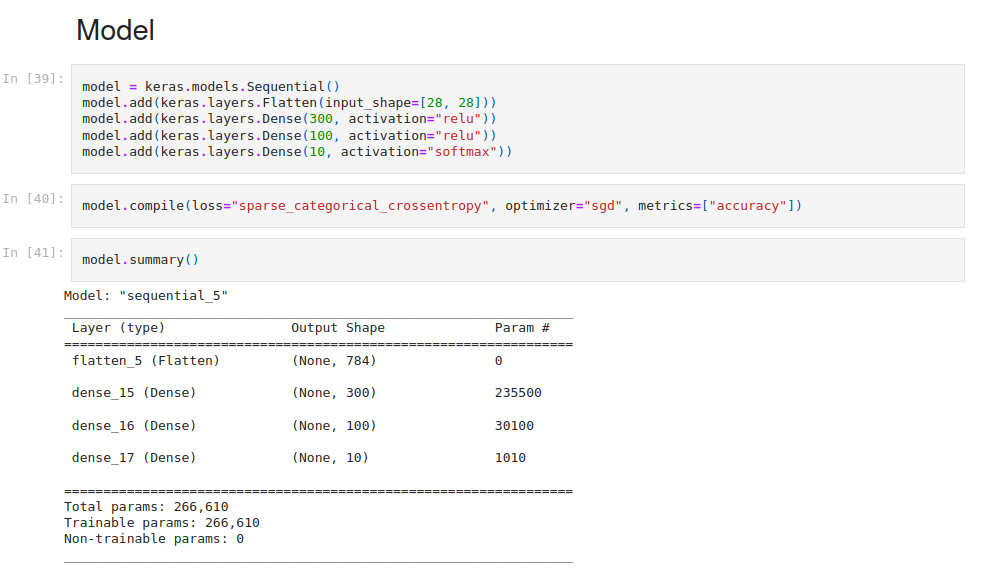 Model
In [39]:
model = keras.models.Sequential()
model.add(keras.layers.Flatten(input_shape=[28, 28]))
model.add(keras.layers.Dense(300, activation="relu"))
model.add(keras.layers.Dense(100, activation="relu"))
model.add(keras.layers.Dense(10, activation="softmax"))
In [40]:
model.compile(loss="sparse_categorical_crossentropy", optimizer="sgd", metrics=["accuracy"])
In [41]:
model.summary()
Model: "sequential_5"
_________________________________________________________________
Layer (type)                Output Shape              Param #
=================================================================
flatten_5 (Flatten)         (None, 784)               0
dense_15 (Dense)            (None, 300)               235500
dense_16 (Dense)            (None, 100)               30100
dense_17 (Dense)            (None, 10)                1010
=================================================================
Total params: 266,610
Trainable params: 266,610
Non-trainable params: 0
_________________________________________________________________